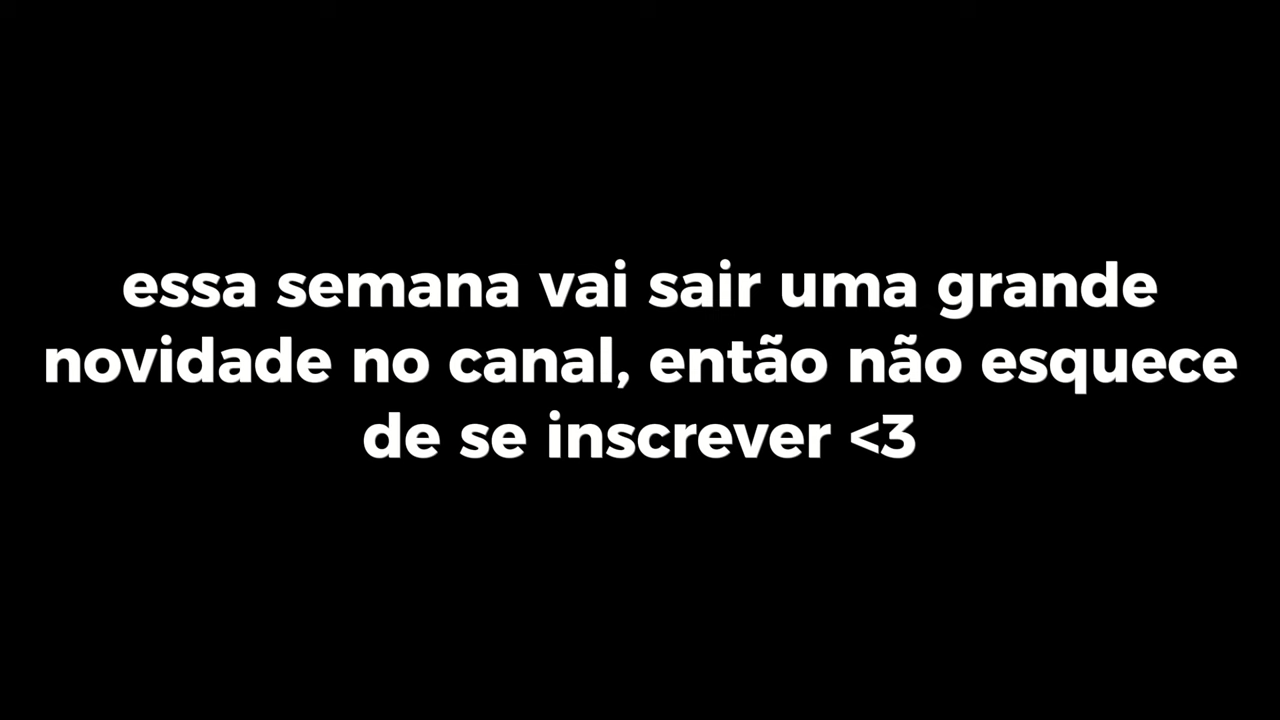 essa semana vai sair uma grande
novidade no canal, então não esquece
de se inscrever <3